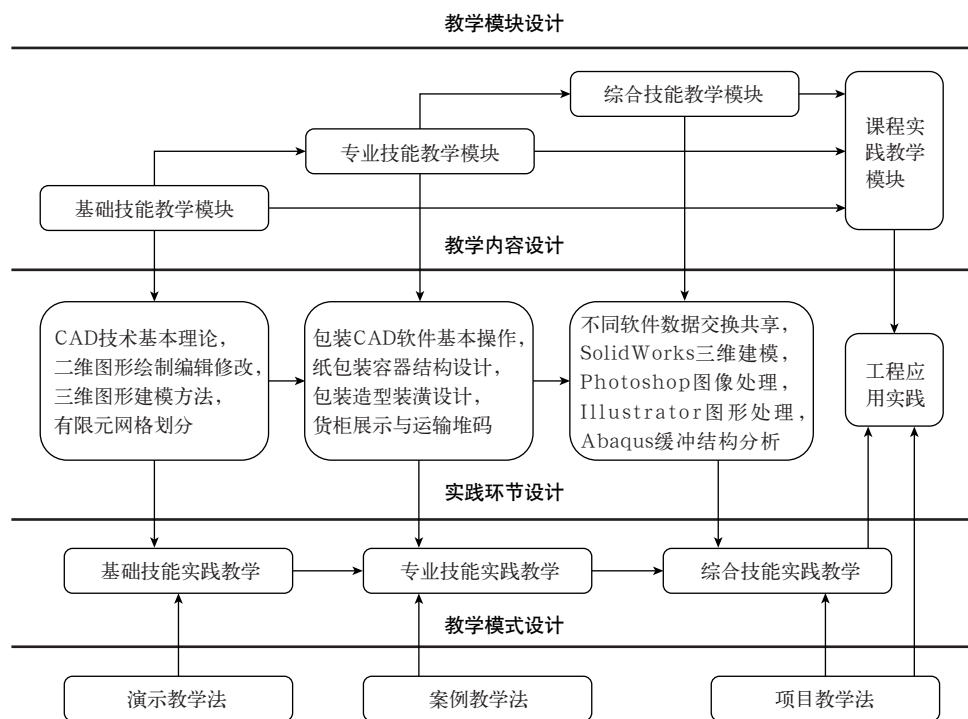 教学模块设计
综合技能教学模块
专业技能教学模块
基础技能教学模块
课程实
践教学
模块
教学内容设计
CAD技术基本理论，
二维图形绘制编辑修改，
三维图形建模方法，
有限元网格划分
包装CAD软件基本操作，
纸包装容器结构设计，
包装造型装潢设计，
货柜展示与运输堆码
不同软件数据交换共享，
SolidWorks三维建模，
Photoshop图像处理，
Illustrator图形处理，
Abaqus缓冲结构分析
工程应
用实践
实践环节设计
基础技能实践教学
专业技能实践教学
综合技能实践教学
教学模式设计
演示教学法
案例教学法
项目教学法